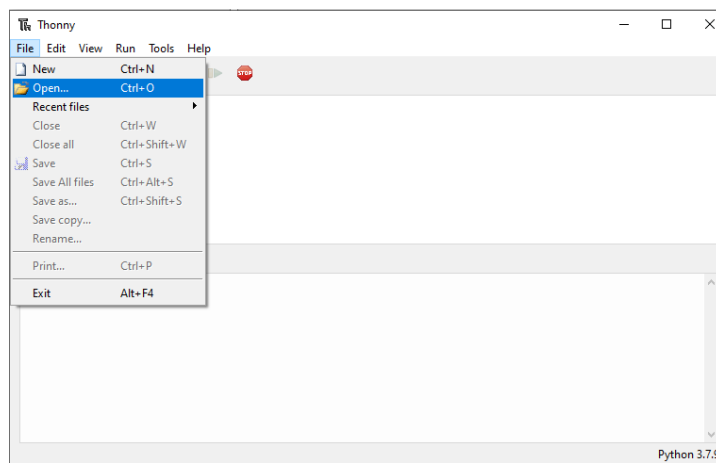 Thonny
File Edit View Run Tools Help
New Ctrl+N
STOP
Open... Ctrl+O
Recent files
Close Ctrl+W
Close all Ctrl+Shift+W
Save Ctrl+S
Save All files Ctrl+Alt+S
Save as... Ctrl+Shift+S
Save copy...
Rename...
Print... Ctrl+P
Exit Alt+F4
Python 3.7.9